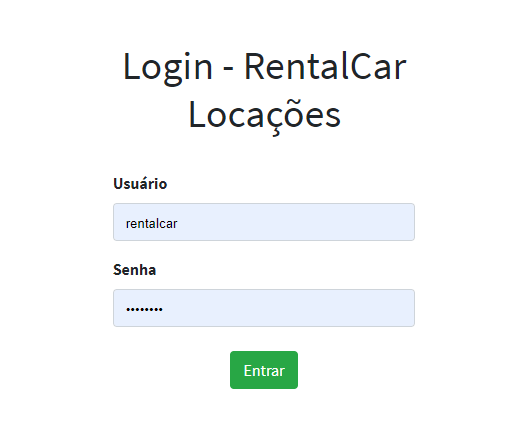 Login - RentalCar
Locações
Usuário
rentalcar
Senha
••••••••
Entrar